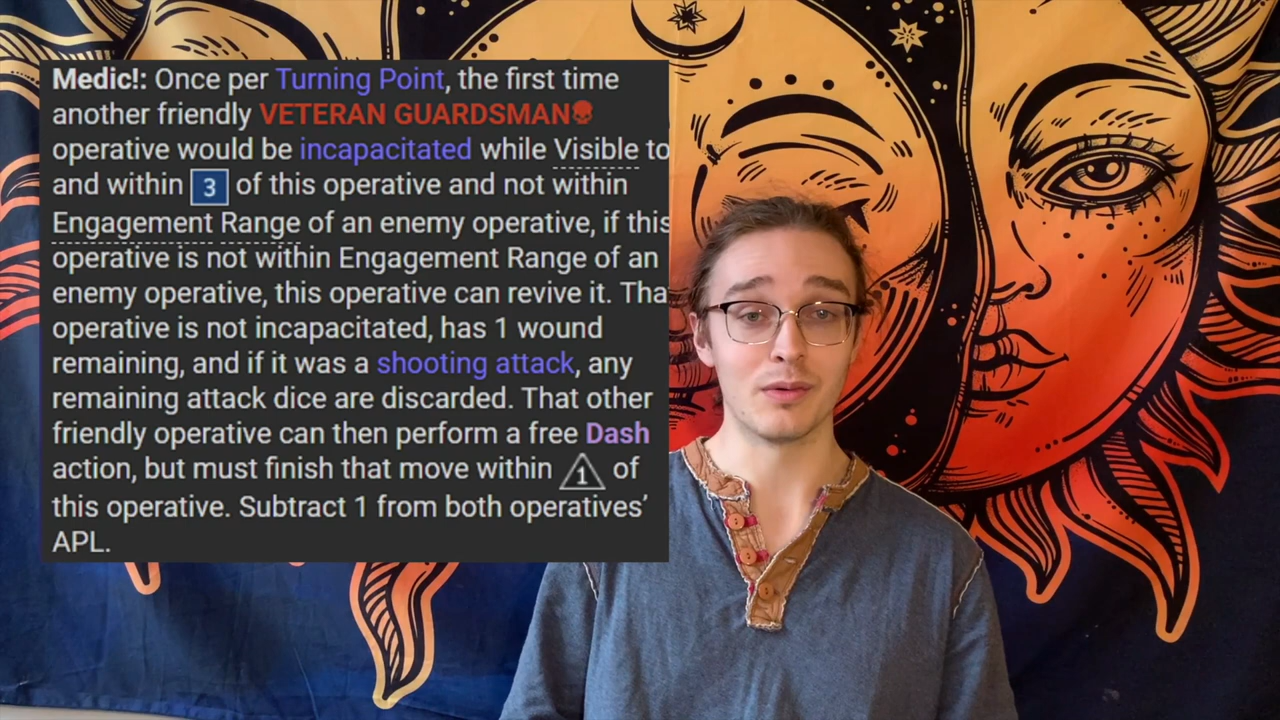 Medic!: Once per Turning Point, the first time
another friendly VETERAN GUARDSMAN
operative would be incapacitated while Visible to
and within 3 of this operative and not within
Engagement Range of an enemy operative, if this
operative is not within Engagement Range of an
enemy operative, this operative can revive it. Tha
operative is not incapacitated, has 1 wound
remaining, and if it was a shooting attack, any
remaining attack dice are discarded. That other
friendly operative can then perform a free Dash
action, but must finish that move within 1 of
this operative. Subtract 1 from both operatives’
APL.